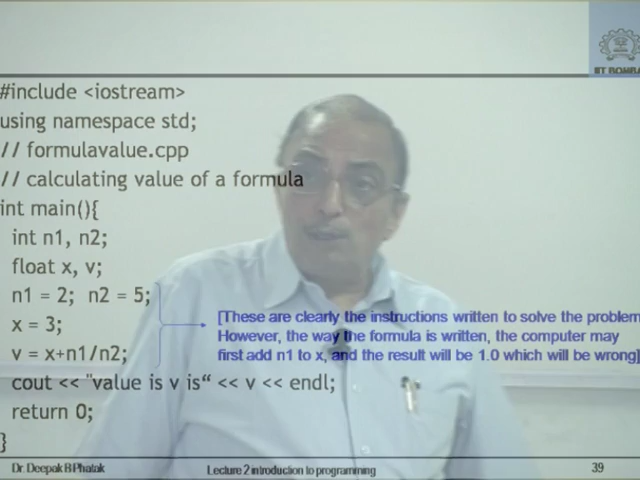 IIT BOMBAY
#include <iostream>
using namespace std;
// formulavalue.cpp
// calculating value of a formula
int main(){
int n1, n2;
float x, v;
n1 = 2; n2 = 5;
x = 3;
v = x+n1/n2;
[These are clearly the instructions written to solve the problem
However, the way the formula is written, the computer may
first add n1 to x, and the result will be 1.0 which will be wrong]
cout << "value is v is“ << v << endl;
return 0;
}
Dr. Deepak B Phatak
Lecture 2 introduction to programming
39